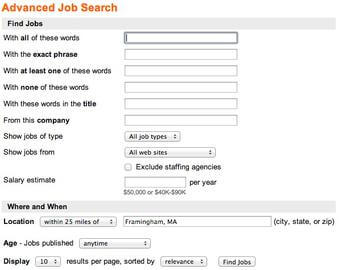 Advanced Job Search
Find Jobs
With all of these words
With the exact phrase
With at least one of these words
With none of these words
With these words in the title
From this company
Show jobs of type All job types
Show jobs from All web sites
Exclude staffing agencies
Salary estimate per year
$50,000 or $40K-$90K
Where and When
Location within 25 miles of Framingham, MA (city, state, or zip)
Age - Jobs published anytime
Display 10 results per page, sorted by relevance Find Jobs